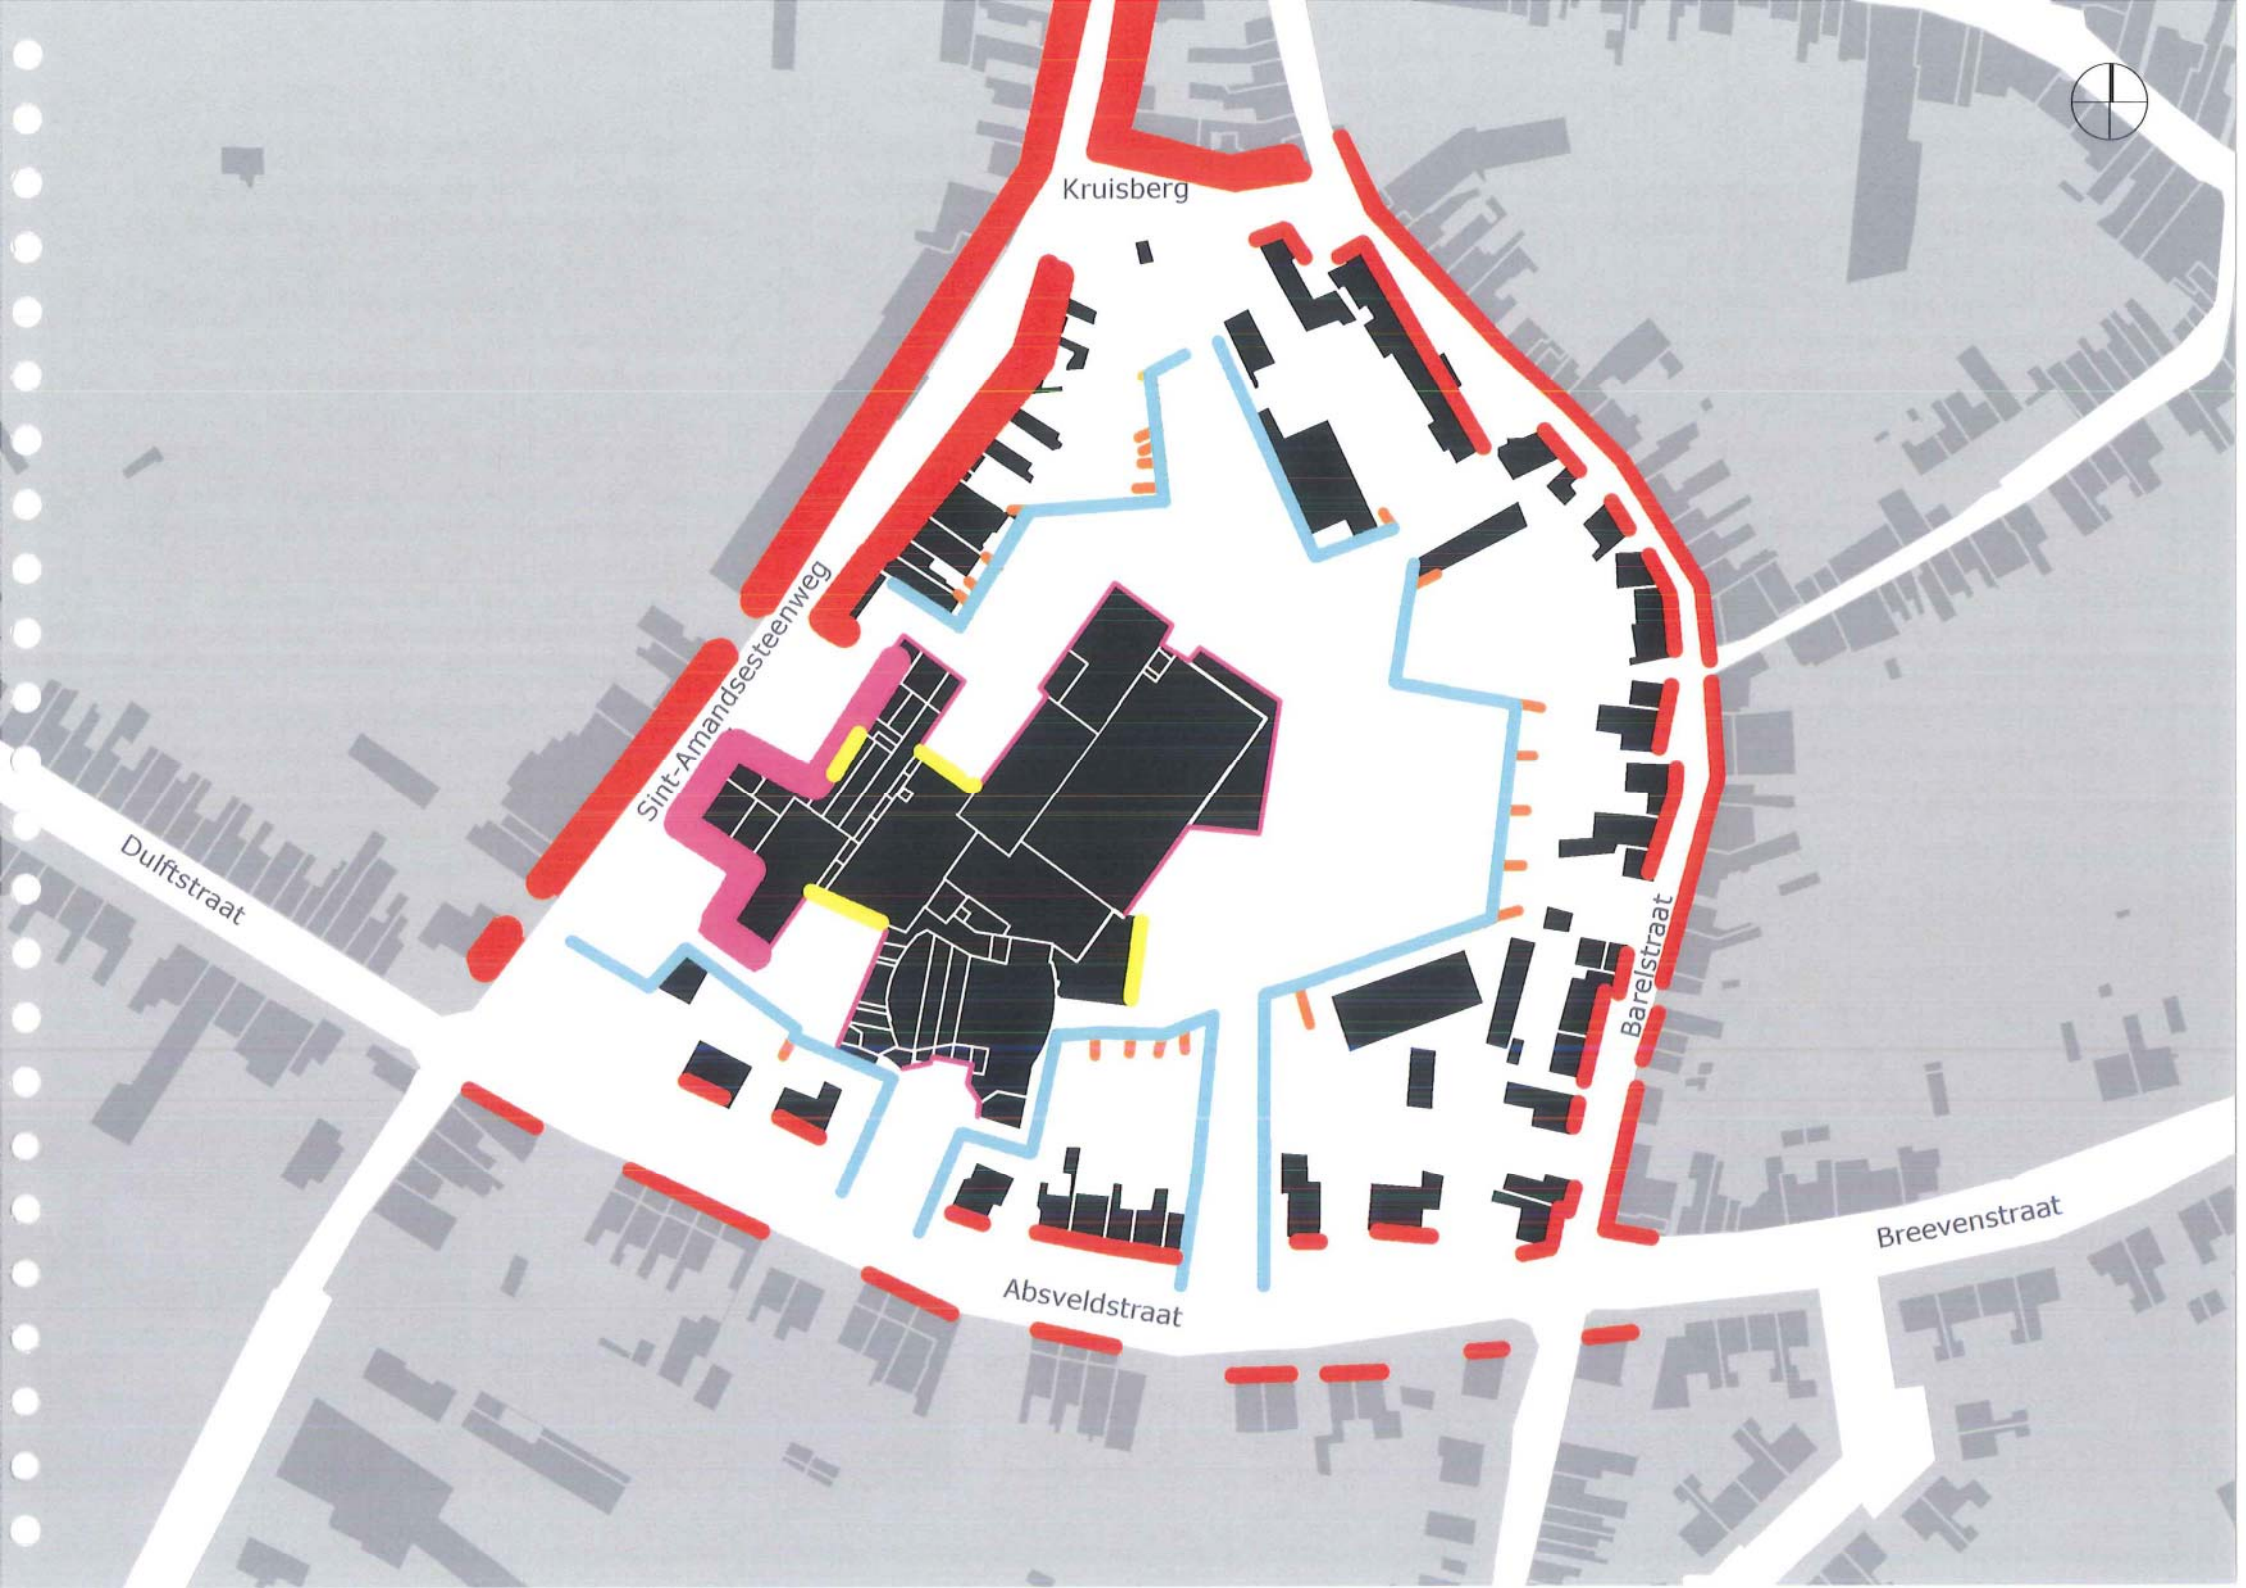 Kruisberg
Sint-Amandsesteenweg
Dulftstraat
Barelstraat
Breevenstraat
Absveldstraat